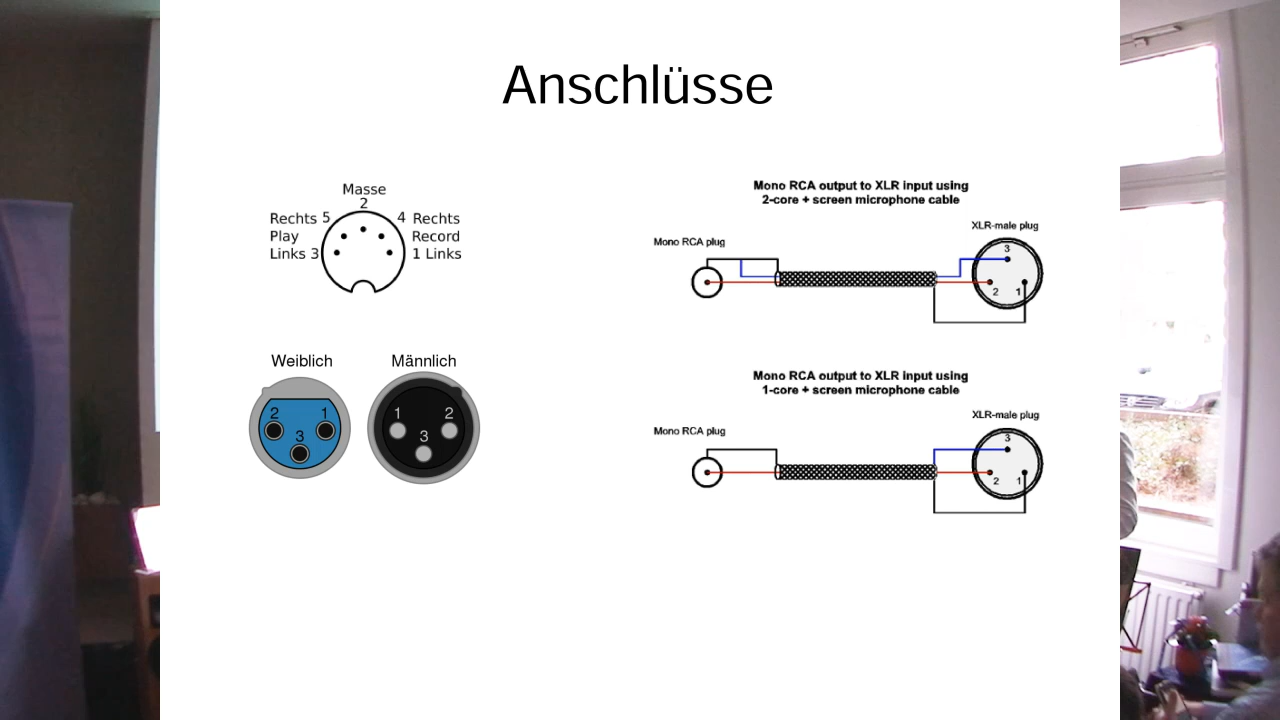 Anschlüsse
Masse
2
Rechts 5 4 Rechts
Play Record
Links 3 1 Links
Weiblich Männlich
2 1
3
1 2
3
Mono RCA output to XLR input using
2-core + screen microphone cable
XLR-male plug
Mono RCA plug
3
2 1
Mono RCA output to XLR input using
1-core + screen microphone cable
XLR-male plug
Mono RCA plug
3
2 1